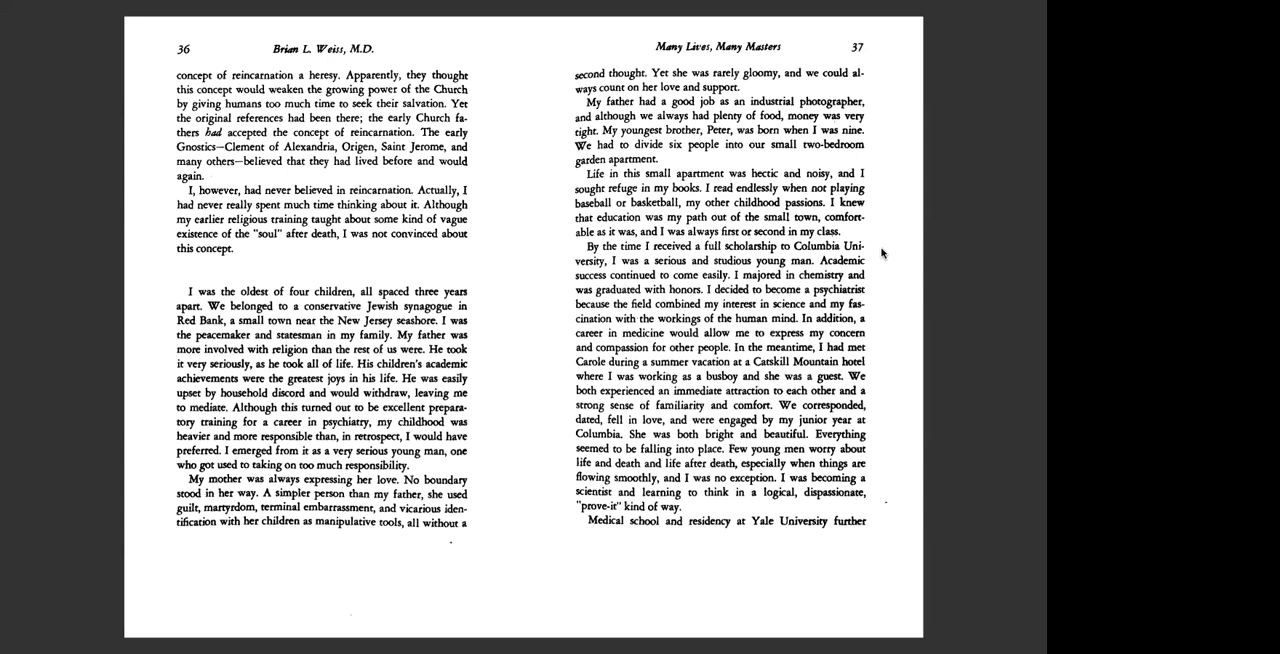 36
Brian L. Weiss, M.D.
concept of reincarnation a heresy. Apparently, they thought
this concept would weaken the growing power of the Church
by giving humans too much time to seek their salvation. Yet
the original references had been there; the early Church fa-
thers had accepted the concept of reincarnation. The early
Gnostics—Clement of Alexandria, Origen, Saint Jerome, and
many others—believed that they had lived before and would
again.
I, however, had never believed in reincarnation. Actually, I
had never really spent much time thinking about it. Although
my earlier religious training taught about some kind of vague
existence of the "soul" after death, I was not convinced about
this concept.
I was the oldest of four children, all spaced three years
apart. We belonged to a conservative Jewish synagogue in
Red Bank, a small town near the New Jersey seashore. I was
the peacemaker and statesman in my family. My father was
more involved with religion than the rest of us were. He took
it very seriously, as he took all of life. His children's academic
achievements were the greatest joys in his life. He was easily
upset by household discord and would withdraw, leaving me
to mediate. Although this turned out to be excellent prepara-
tory training for a career in psychiatry, my childhood was
heavier and more responsible than, in retrospect, I would have
preferred. I emerged from it as a very serious young man, one
who got used to taking on too much responsibility.
My mother was always expressing her love. No boundary
stood in her way. A simpler person than my father, she used
guilt, martyrdom, terminal embarrassment, and vicarious iden-
tification with her children as manipulative tools, all without a
Many Lives, Many Masters
37
second thought. Yet she was rarely gloomy, and we could al-
ways count on her love and support.
My father had a good job as an industrial photographer,
and although we always had plenty of food, money was very
tight. My youngest brother, Peter, was born when I was nine.
We had to divide six people into our small two-bedroom
garden apartment.
Life in this small apartment was hectic and noisy, and I
sought refuge in my books. I read endlessly when not playing
baseball or basketball, my other childhood passions. I knew
that education was my path out of the small town, comfort-
able as it was, and I was always first or second in my class.
By the time I received a full scholarship to Columbia Uni-
versity, I was a serious and studious young man. Academic
success continued to come easily. I majored in chemistry and
was graduated with honors. I decided to become a psychiatrist
because the field combined my interest in science and my fas-
cination with the workings of the human mind. In addition, a
career in medicine would allow me to express my concern
and compassion for other people. In the meantime, I had met
Carole during a summer vacation at a Catskill Mountain hotel
where I was working as a busboy and she was a guest. We
both experienced an immediate attraction to each other and a
strong sense of familiarity and comfort. We corresponded,
dated, fell in love, and were engaged by my junior year at
Columbia. She was both bright and beautiful. Everything
seemed to be falling into place. Few young men worry about
life and death and life after death, especially when things are
flowing smoothly, and I was no exception. I was becoming a
scientist and learning to think in a logical, dispassionate,
"prove-it" kind of way.
Medical school and residency at Yale University further